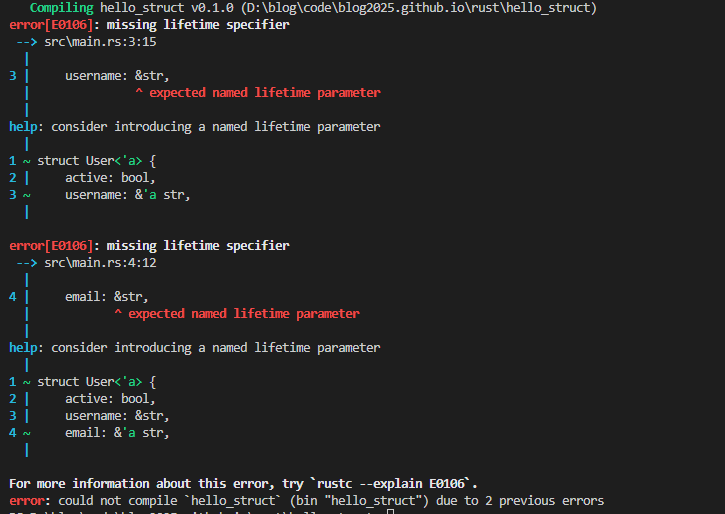 Compiling hello_struct v0.1.0 (D:\blog\code\blog2025.github.io\rust\hello_struct)
error[E0106]: missing lifetime specifier
 --> src\main.rs:3:15
  |
3 |     username: &str,
  |               ^ expected named lifetime parameter
  |
help: consider introducing a named lifetime parameter
  |
1 ~ struct User<'a> {
2 |     active: bool,
3 ~     username: &'a str,
  |
error[E0106]: missing lifetime specifier
 --> src\main.rs:4:12
  |
4 |     email: &str,
  |            ^ expected named lifetime parameter
  |
help: consider introducing a named lifetime parameter
  |
1 ~ struct User<'a> {
2 |     active: bool,
3 |     username: &str,
4 ~     email: &'a str,
  |
For more information about this error, try `rustc --explain E0106`.
error: could not compile `hello_struct` (bin "hello_struct") due to 2 previous errors